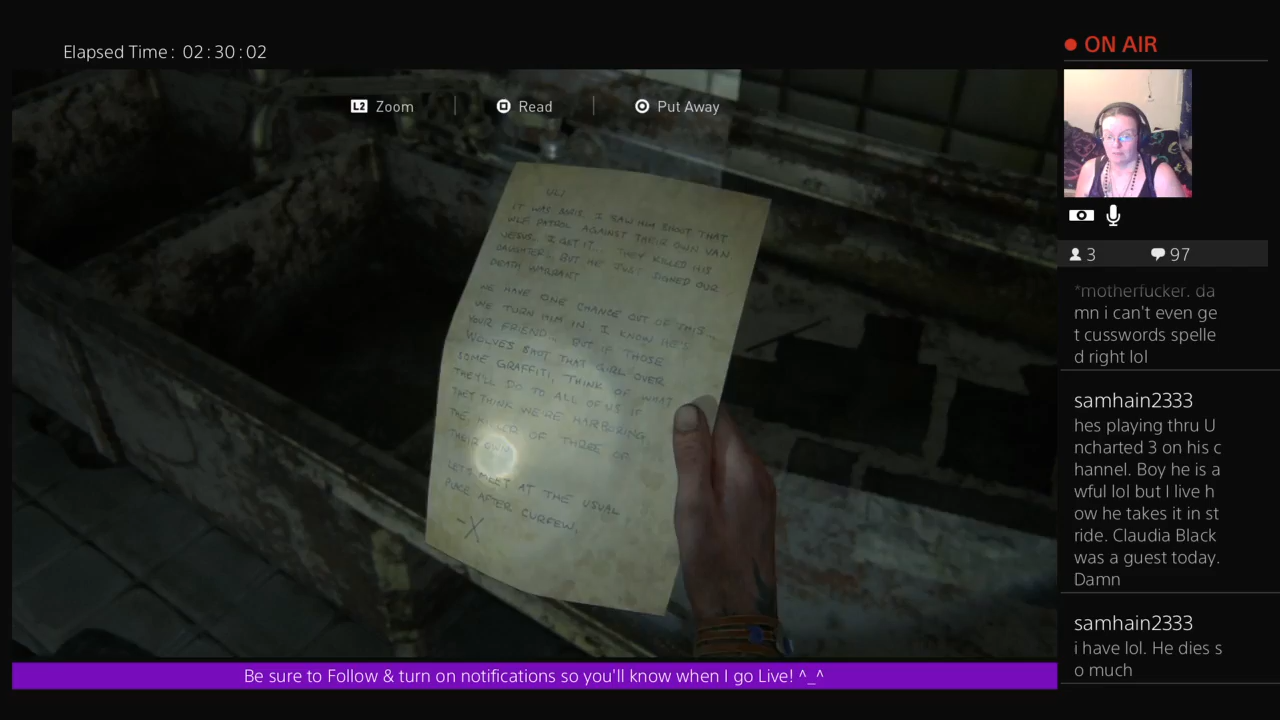 Elapsed Time: 02:30:02
ON AIR
L2 Zoom
Read
Put Away
ULI
IT WAS BORIS. I SAW HIM SHOOT THAT
WLF PATROL AGAINST THEIR OWN VAN
JESUS. I GET IT... THEY KILLED HIS
DAUGHTER. BUT HE JUST SIGNED OUR
DEATH WARRANT
WE HAVE ONE CHANCE OUT OF THIS...
WE TURN HIM IN. I KNOW HE'S
YOUR FRIEND... BUT IF THOSE
WOLVES SHOT THAT GIRL OVER
SOME GRAFFITI, THINK OF WHAT
THEY'LL DO TO ALL OF US IF
THEY THINK WE'RE HARBORING
THE KILLER OF THREE OF
THEIR OWN
LET'S MEET AT THE USUAL
PLACE AFTER CURFEW.
-X
3
97
*motherfucker. da
mn i can't even ge
t cusswords spelle
d right lol
samhain2333
hes playing thru U
ncharted 3 on his c
hannel. Boy he is a
wful lol but I live h
ow he takes it in st
ride. Claudia Black
was a guest today.
Damn
samhain2333
i have lol. He dies s
o much
Be sure to Follow & turn on notifications so you'll know when I go Live! ^_^